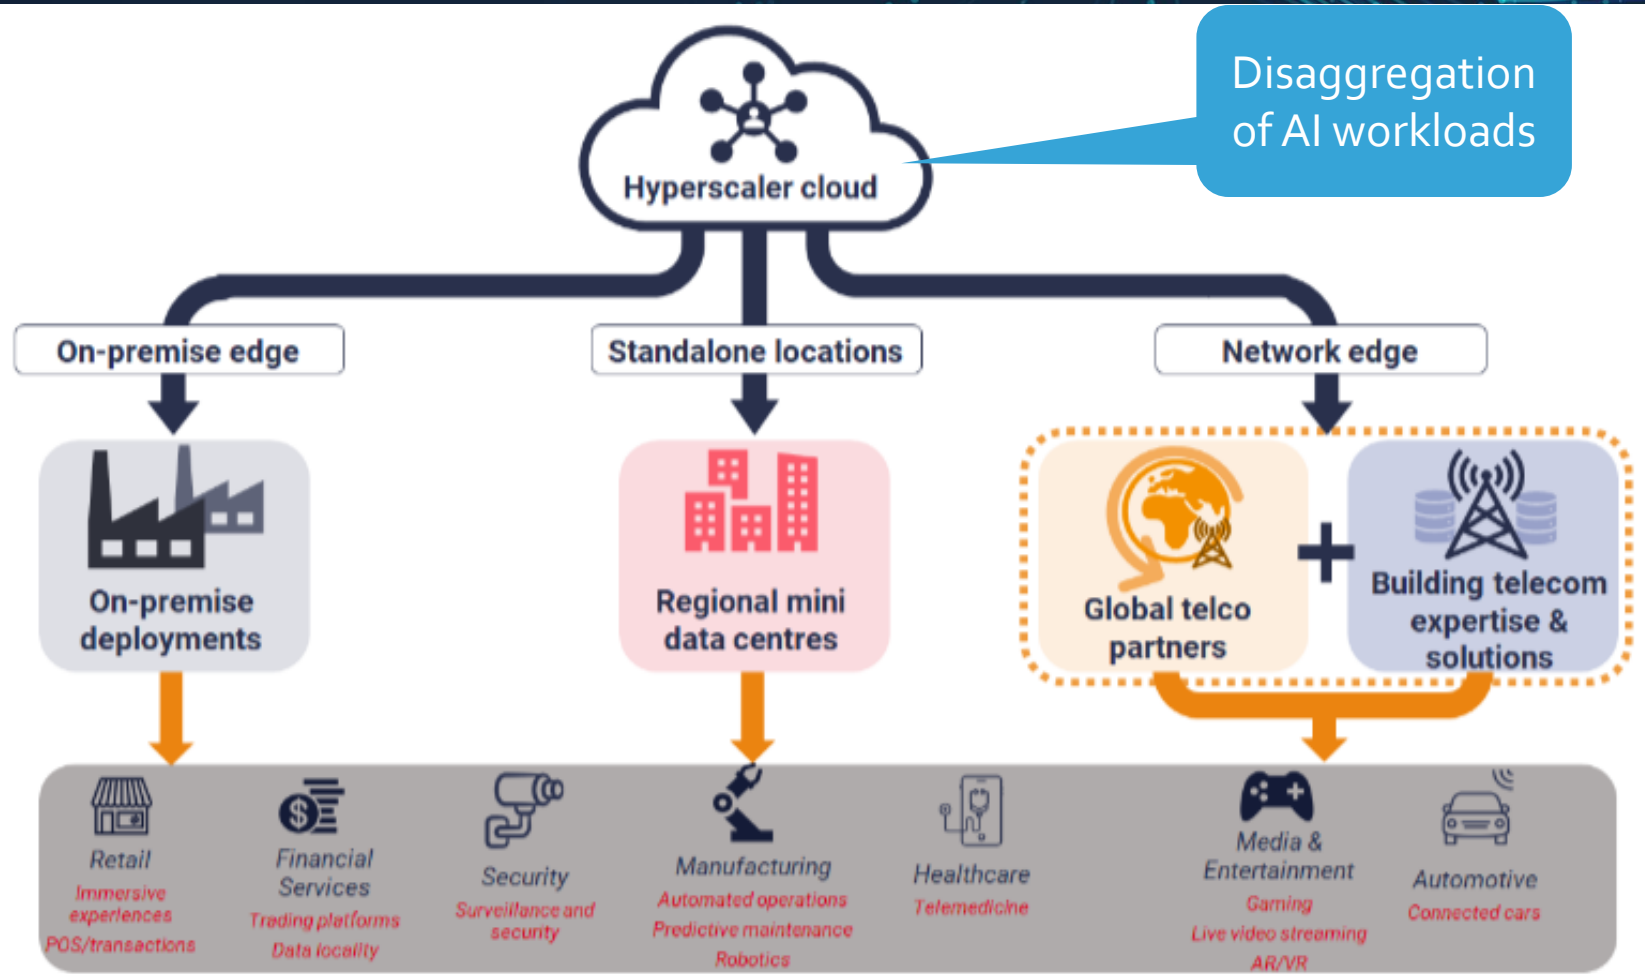 Disaggregation
of AI workloads
Hyperscaler cloud
On-premise edge
Standalone locations
Network edge
On-premise
deployments
Regional mini
data centres
Global telco
partners
Building telecom
expertise &
solutions
Retail
Immersive
experiences
POS/transactions
Financial
Services
Trading platforms
Data locality
Security
Surveillance and
security
Manufacturing
Automated operations
Predictive maintenance
Robotics
Healthcare
Telemedicine
Media &
Entertainment
Gaming
Live video streaming
AR/VR
Automotive
Connected cars